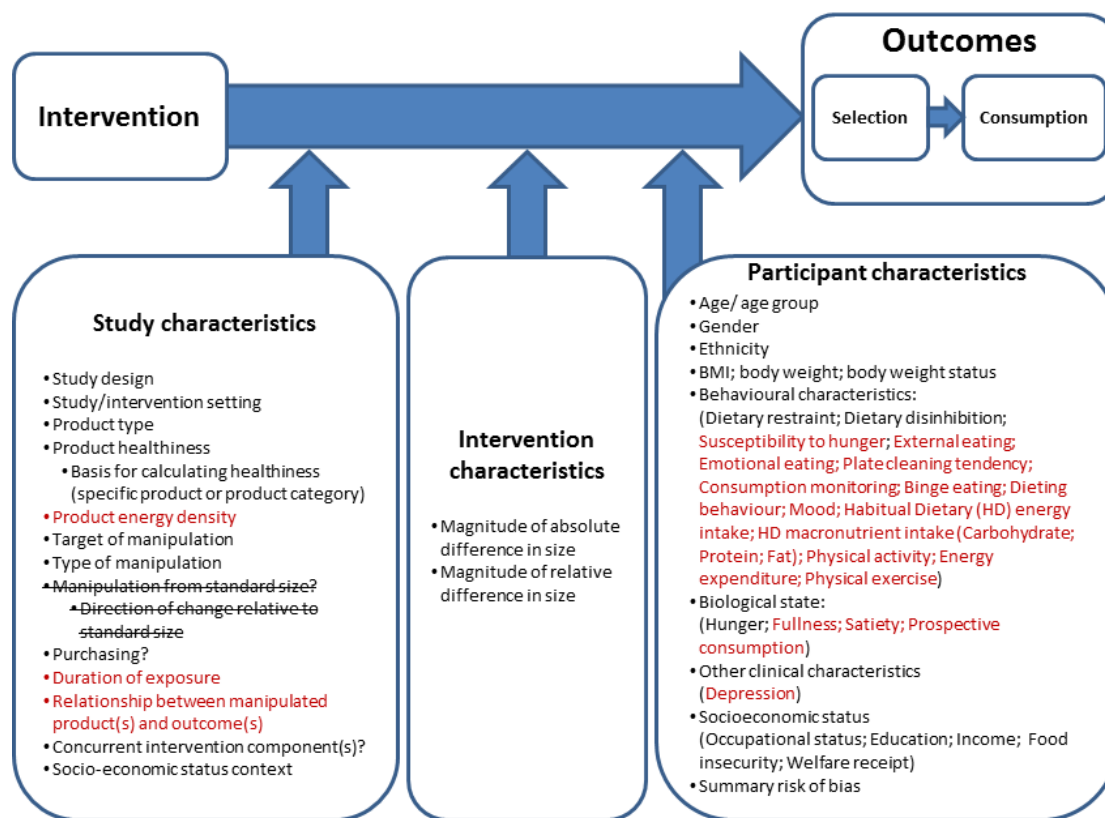 Intervention
Outcomes
Selection
Consumption
Study characteristics
• Study design
• Study/intervention setting
• Product type
• Product healthiness
• Basis for calculating healthiness
(specific product or product category)
• Product energy density
• Target of manipulation
• Type of manipulation
• Manipulation from standard size?
• Direction of change relative to
standard size
• Purchasing?
• Duration of exposure
• Relationship between manipulated
product(s) and outcome(s)
• Concurrent intervention component(s)?
• Socio-economic status context
Intervention
characteristics
• Magnitude of absolute
difference in size
• Magnitude of relative
difference in size
Participant characteristics
• Age/ age group
• Gender
• Ethnicity
• BMI; body weight; body weight status
• Behavioural characteristics:
(Dietary restraint; Dietary disinhibition;
Susceptibility to hunger; External eating;
Emotional eating; Plate cleaning tendency;
Consumption monitoring; Binge eating; Dieting
behaviour; Mood; Habitual Dietary (HD) energy
intake; HD macronutrient intake (Carbohydrate;
Protein; Fat); Physical activity; Energy
expenditure; Physical exercise)
• Biological state:
(Hunger; Fullness; Satiety; Prospective
consumption)
• Other clinical characteristics
(Depression)
• Socioeconomic status
(Occupational status; Education; Income; Food
insecurity; Welfare receipt)
• Summary risk of bias